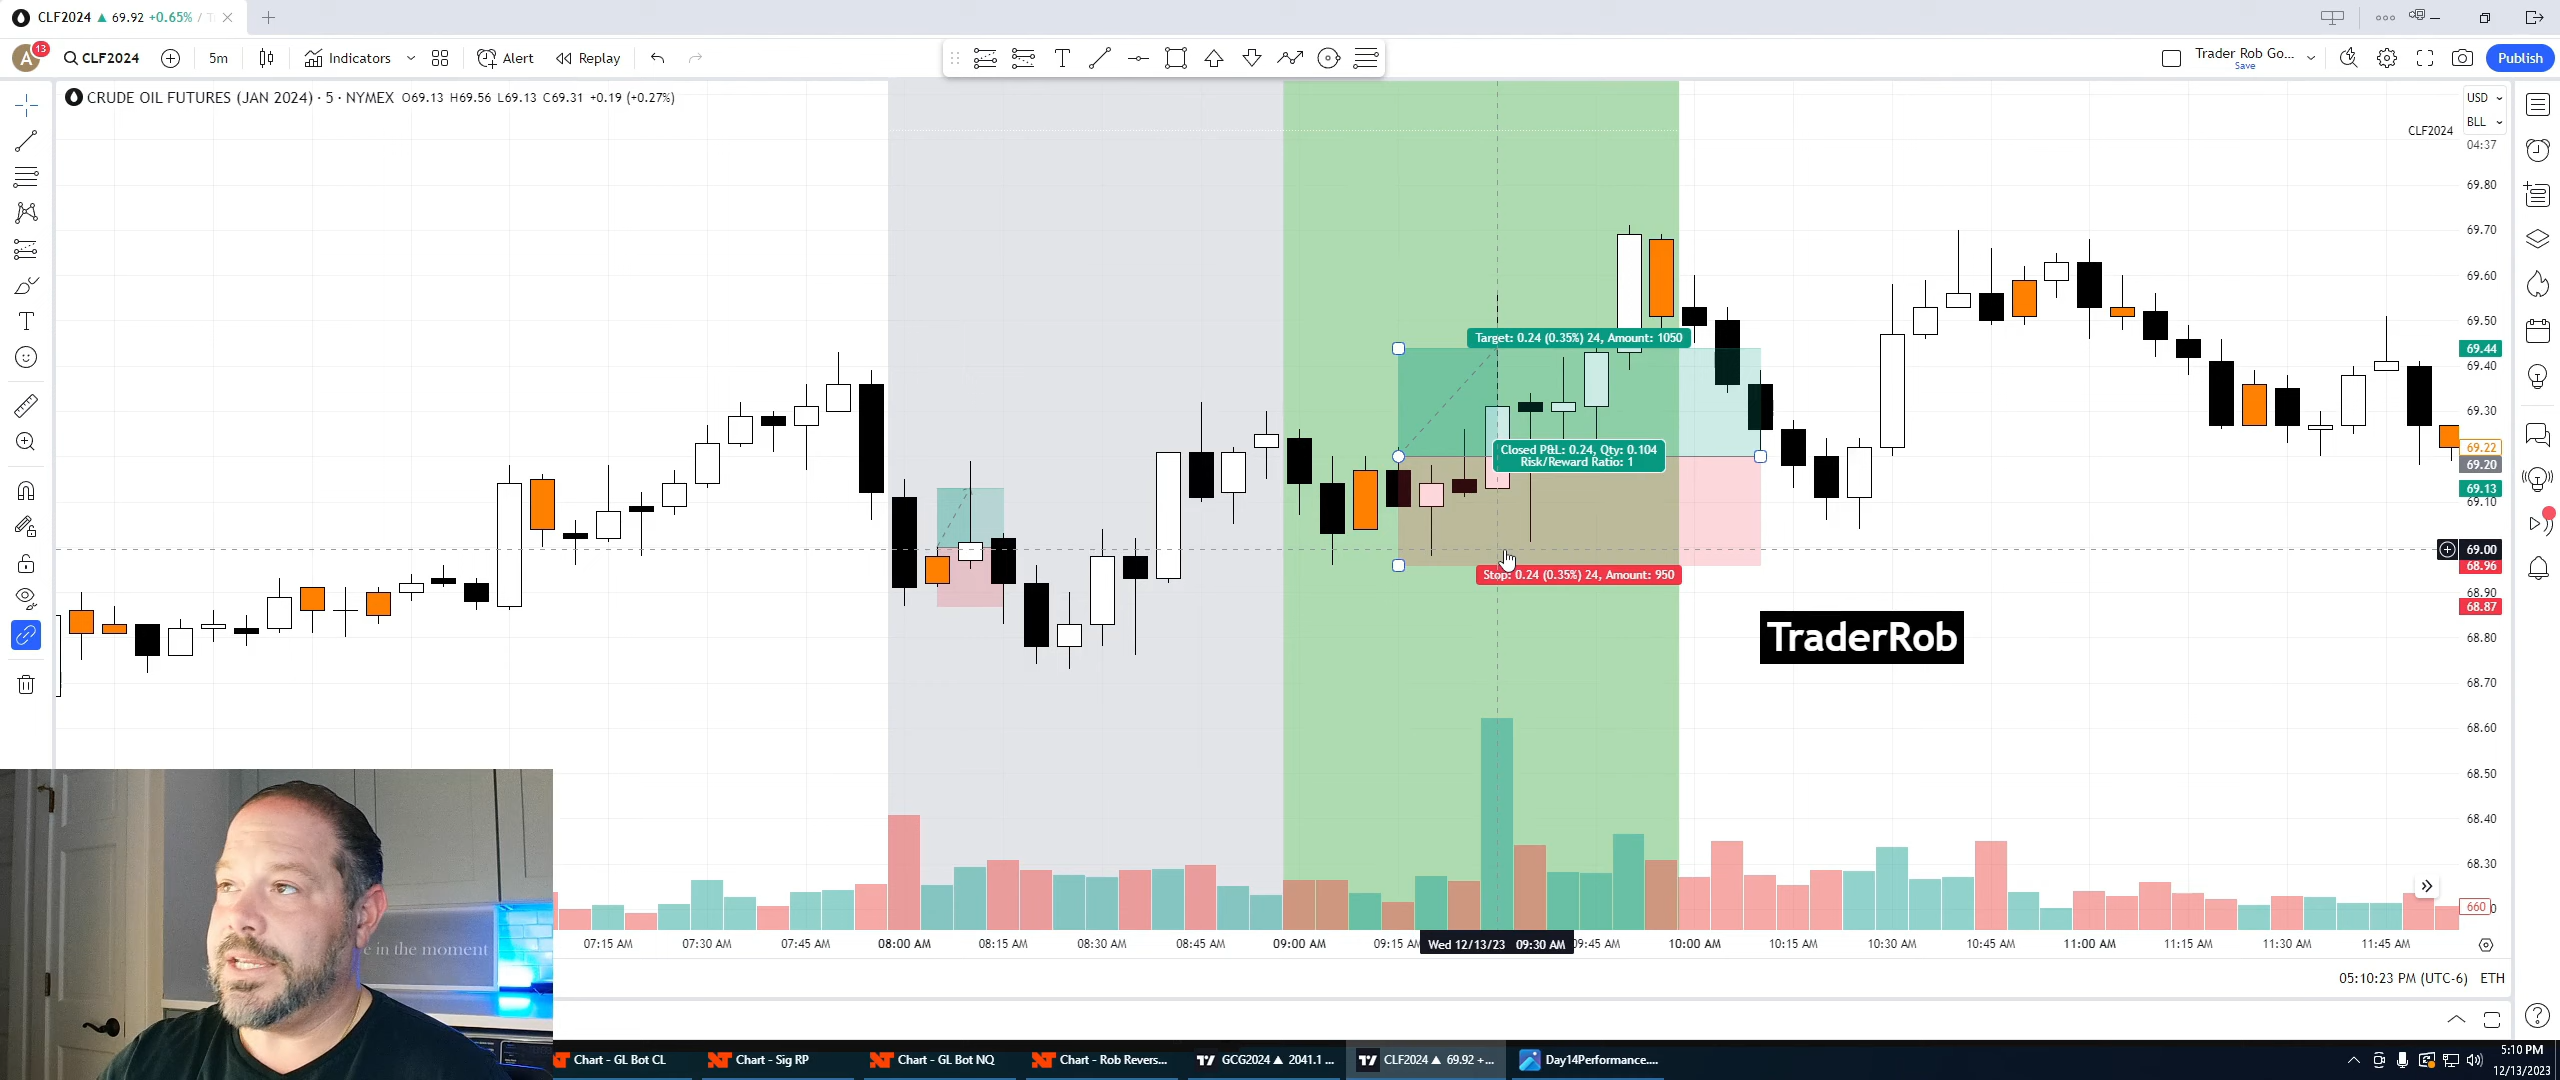 CLF2024 ▲ 69.92 +0.65% / T
A 13 CLF2024 5m Indicators Alert Replay Trader Rob Go... Save Publish
CRUDE OIL FUTURES (JAN 2024) · 5 · NYMEX O69.13 H69.56 L69.13 C69.31 +0.19 (+0.27%)
USD
BLL
CLF2024
04:37
69.80
69.70
69.60
69.50
69.44
69.40
69.30
69.22
69.20
69.13
69.10
69.00
68.96
68.90
68.87
68.80
68.70
68.60
68.50
68.40
68.30
660
Target: 0.24 (0.35%) 24, Amount: 1050
Closed P&L: 0.24, Qty: 0.104
Risk/Reward Ratio: 1
Stop: 0.24 (0.35%) 24, Amount: 950
TraderRob
e in the moment
07:15 AM 07:30 AM 07:45 AM 08:00 AM 08:15 AM 08:30 AM 08:45 AM 09:00 AM 09:15 AM Wed 12/13/23 09:30 AM 09:45 AM 10:00 AM 10:15 AM 10:30 AM 10:45 AM 11:00 AM 11:15 AM 11:30 AM 11:45 AM
05:10:23 PM (UTC-6) ETH
Chart - GL Bot CL Chart - Sig RP Chart - GL Bot NQ Chart - Rob Revers... GCG2024 ▲ 2041.1 ... CLF2024 ▲ 69.92 +... Day14Performance....
5:10 PM
12/13/2023